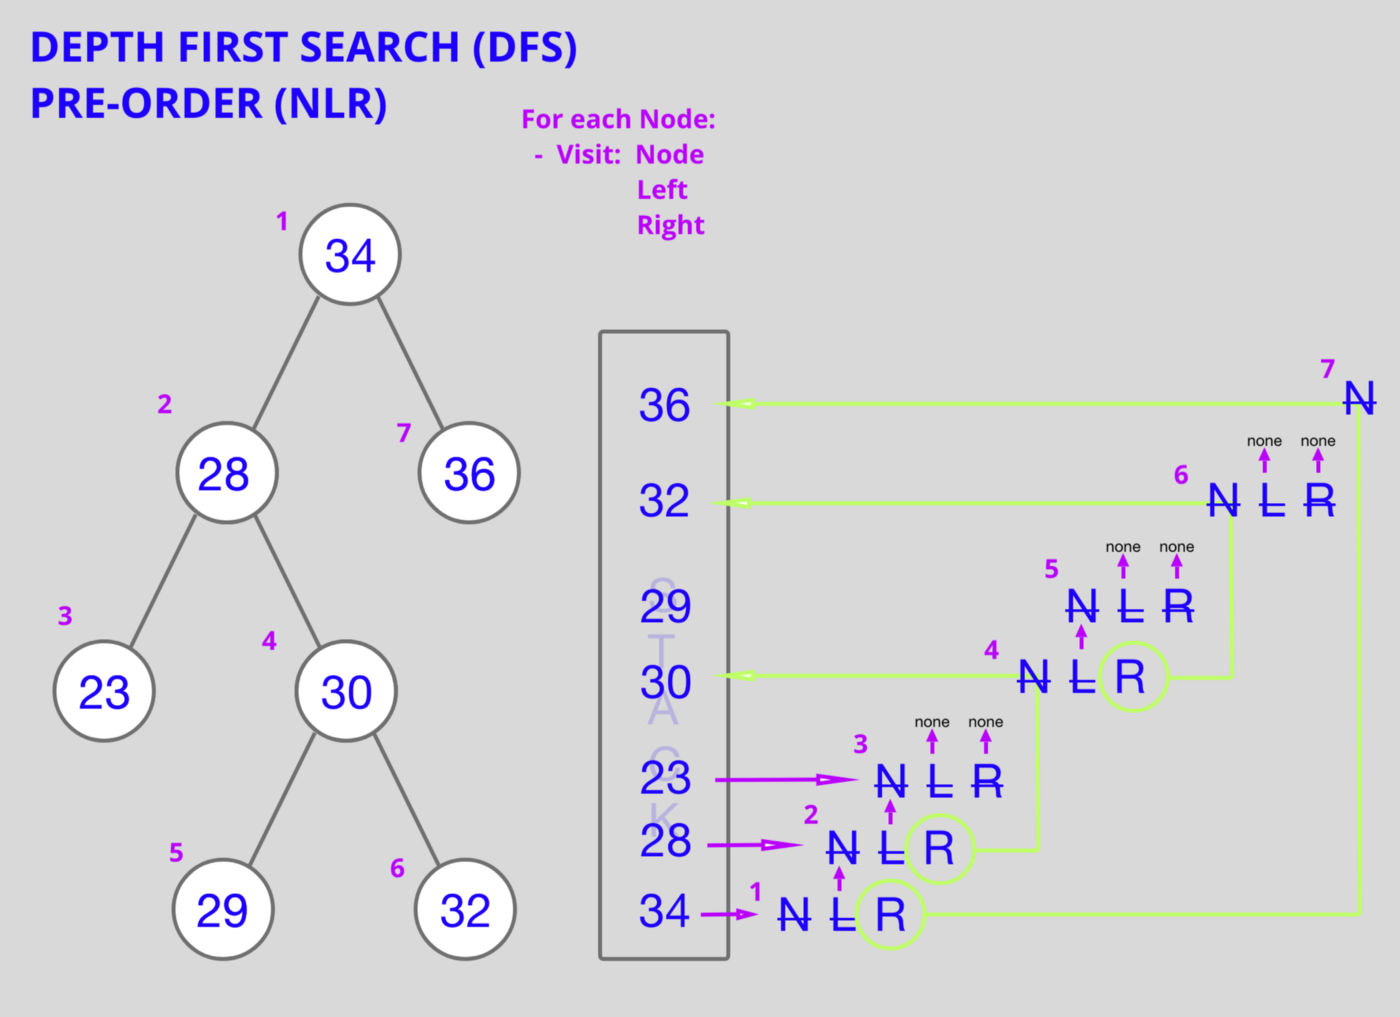 DEPTH FIRST SEARCH (DFS)
PRE-ORDER (NLR)
For each Node:
- Visit: Node
Left
Right
1
34
2
28
7
36
3
23
4
30
5
29
6
32
STACK
36
32
29
30
23
28
34
7
N
none none
6
N L R
none none
5
N L R
4
N L R
none none
3
N L R
2
N L R
1
N L R